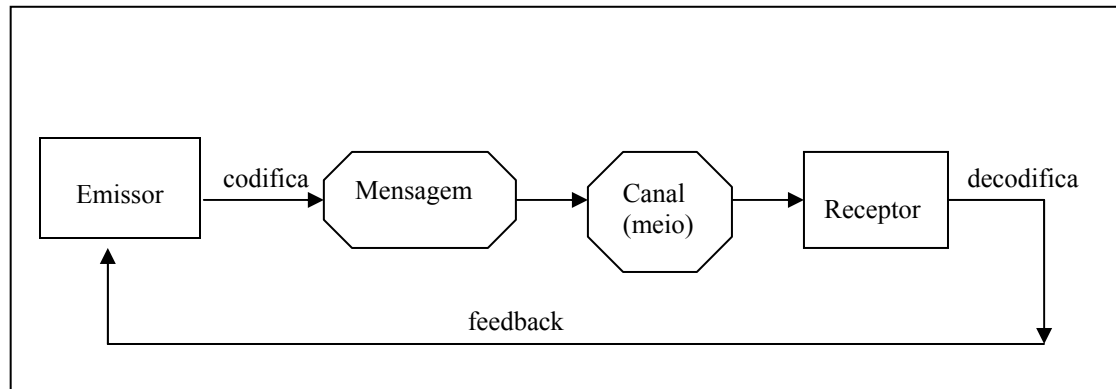 Emissor
codifica
Mensagem
Canal
(meio)
Receptor
decodifica
feedback